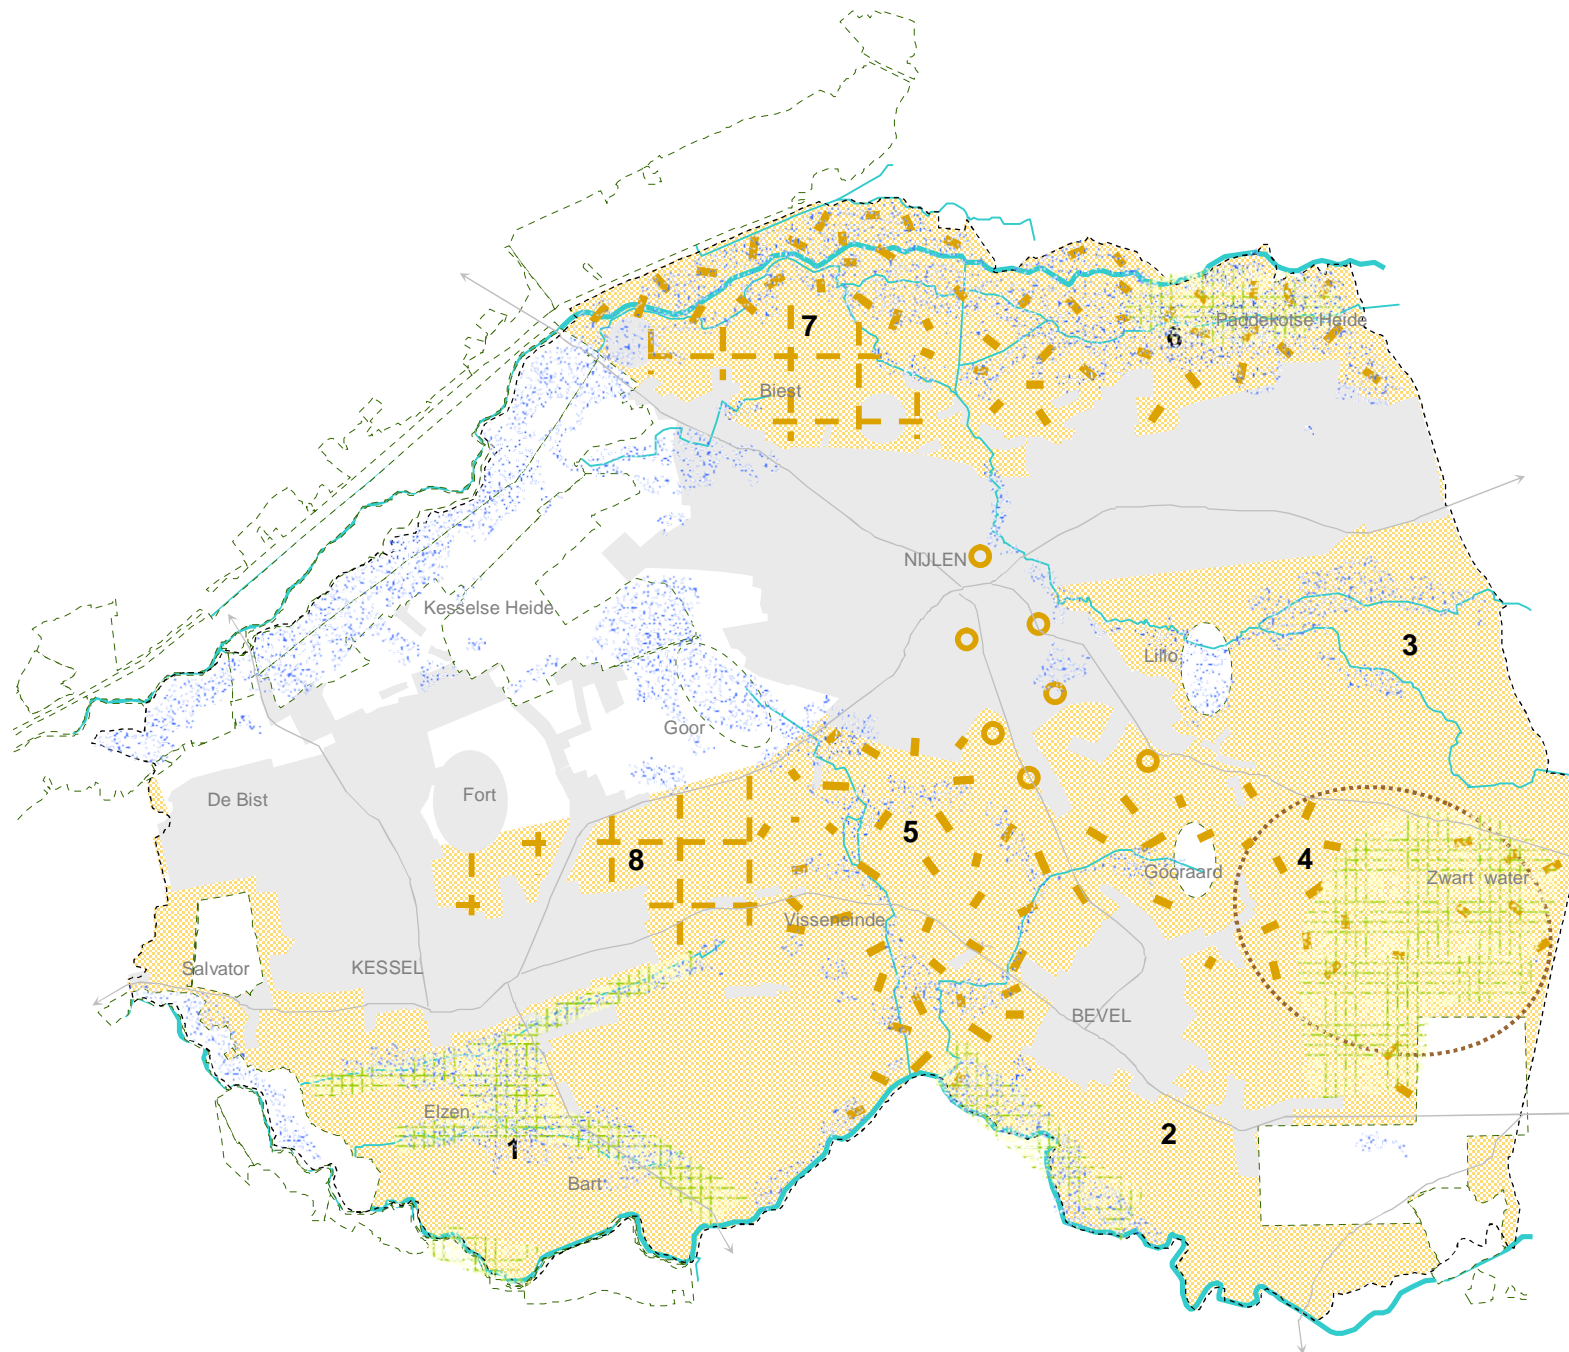 Paddekotse Heide
7
6
Biest
NIJLEN
Kesselse Heide
3
Lillo
Goor
De Bist
Fort
5
8
4
Gooraard
Zwart water
Visseneinde
Salvator
KESSEL
BEVEL
Elzen
2
1
Bart